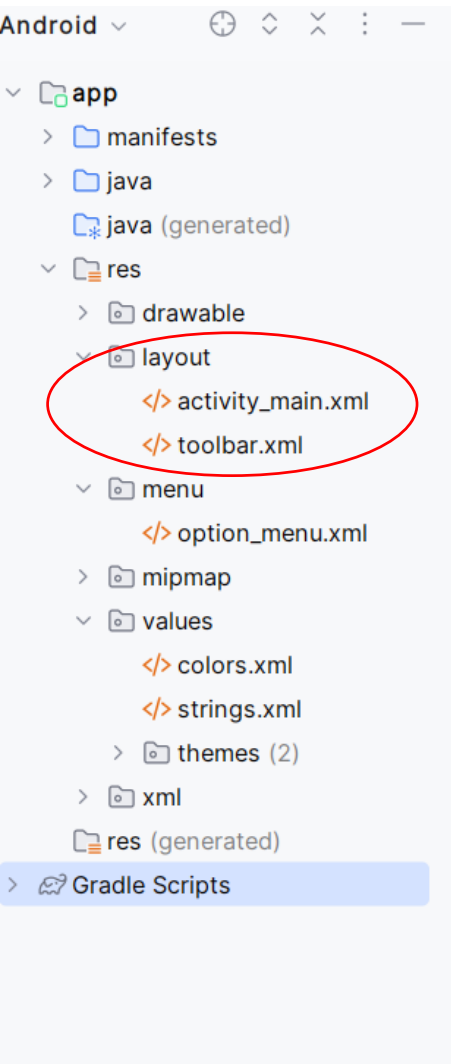 Android
app
manifests
java
java (generated)
res
drawable
layout
activity_main.xml
toolbar.xml
menu
option_menu.xml
mipmap
values
colors.xml
strings.xml
themes (2)
xml
res (generated)
Gradle Scripts